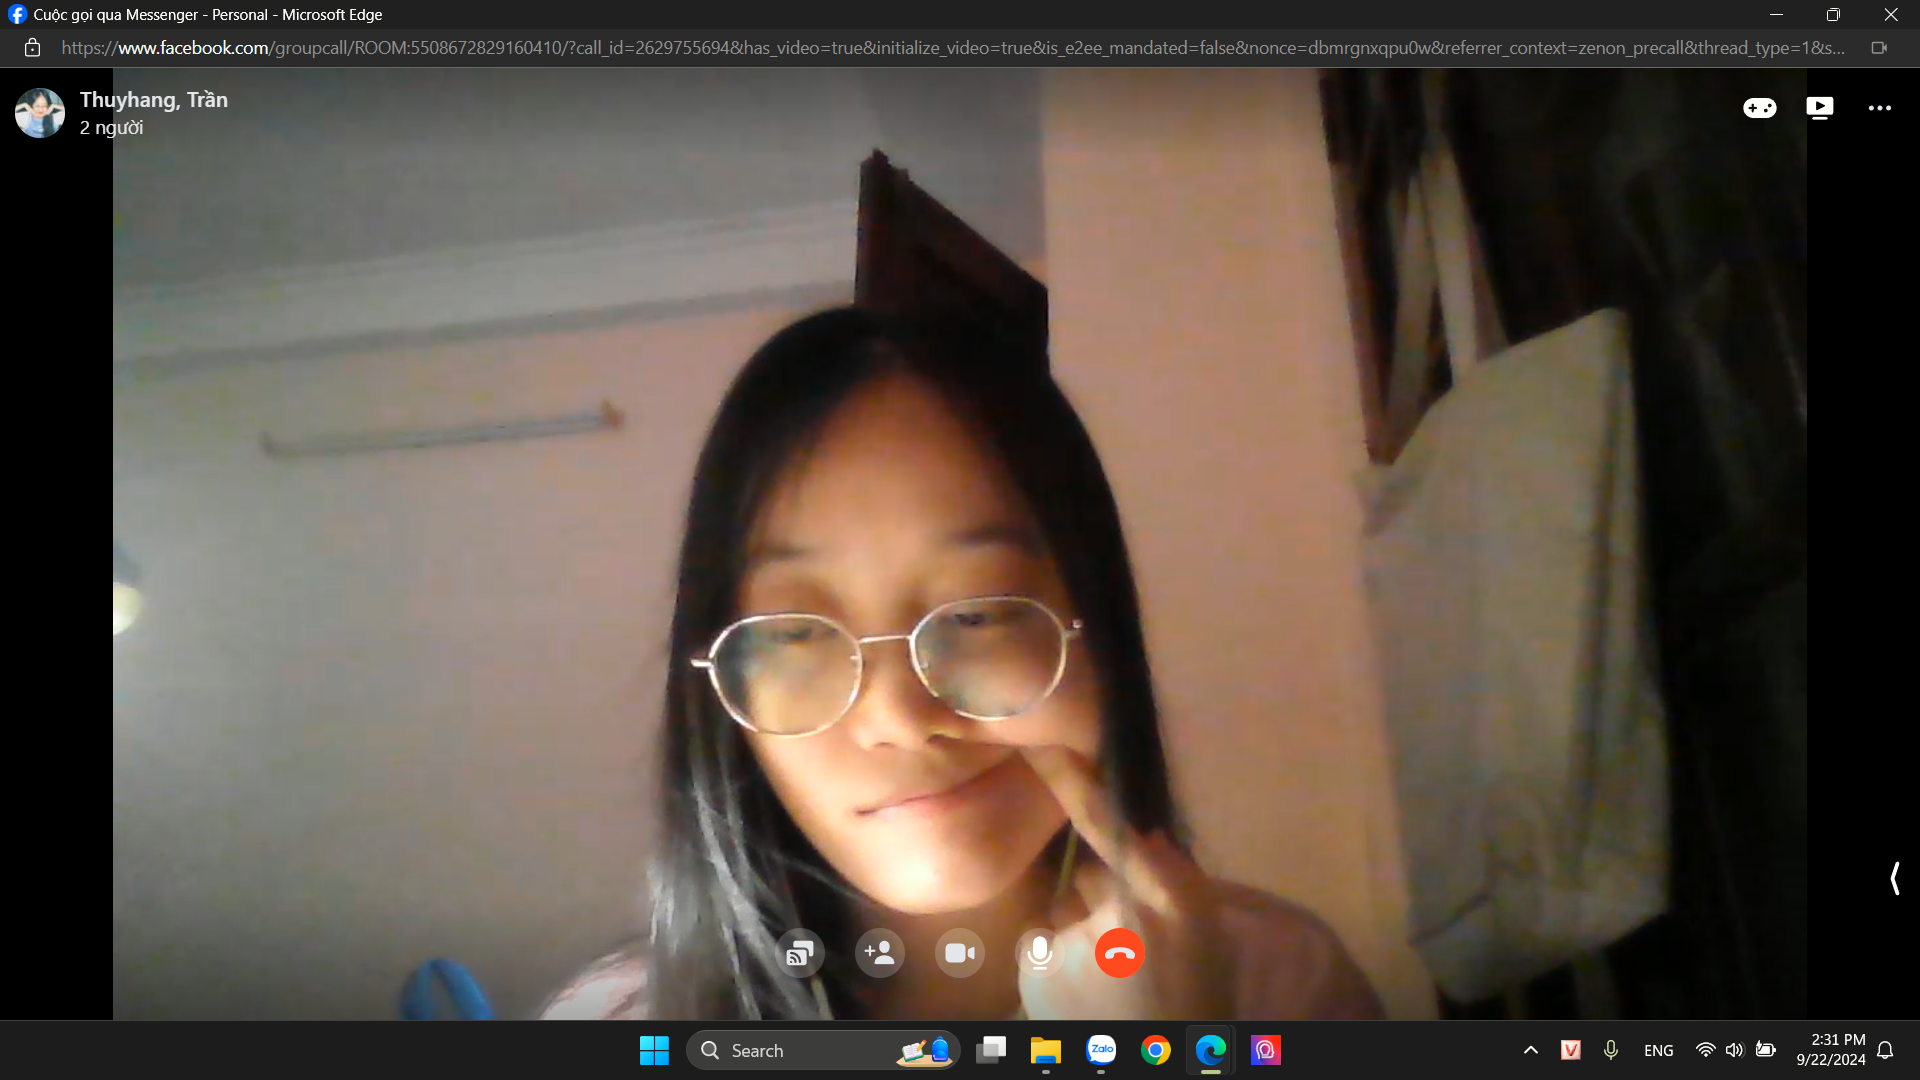 Cuộc gọi qua Messenger - Personal - Microsoft Edge
https://www.facebook.com/groupcall/ROOM:5508672829160410/?call_id=2629755694&has_video=true&initialize_video=true&is_e2ee_mandated=false&nonce=dbmrgnxqpu0w&referrer_context=zenon_precall&thread_type=1&s...
Thuyhang, Trần
2 người
Search
Zalo
V
ENG
2:31 PM
9/22/2024